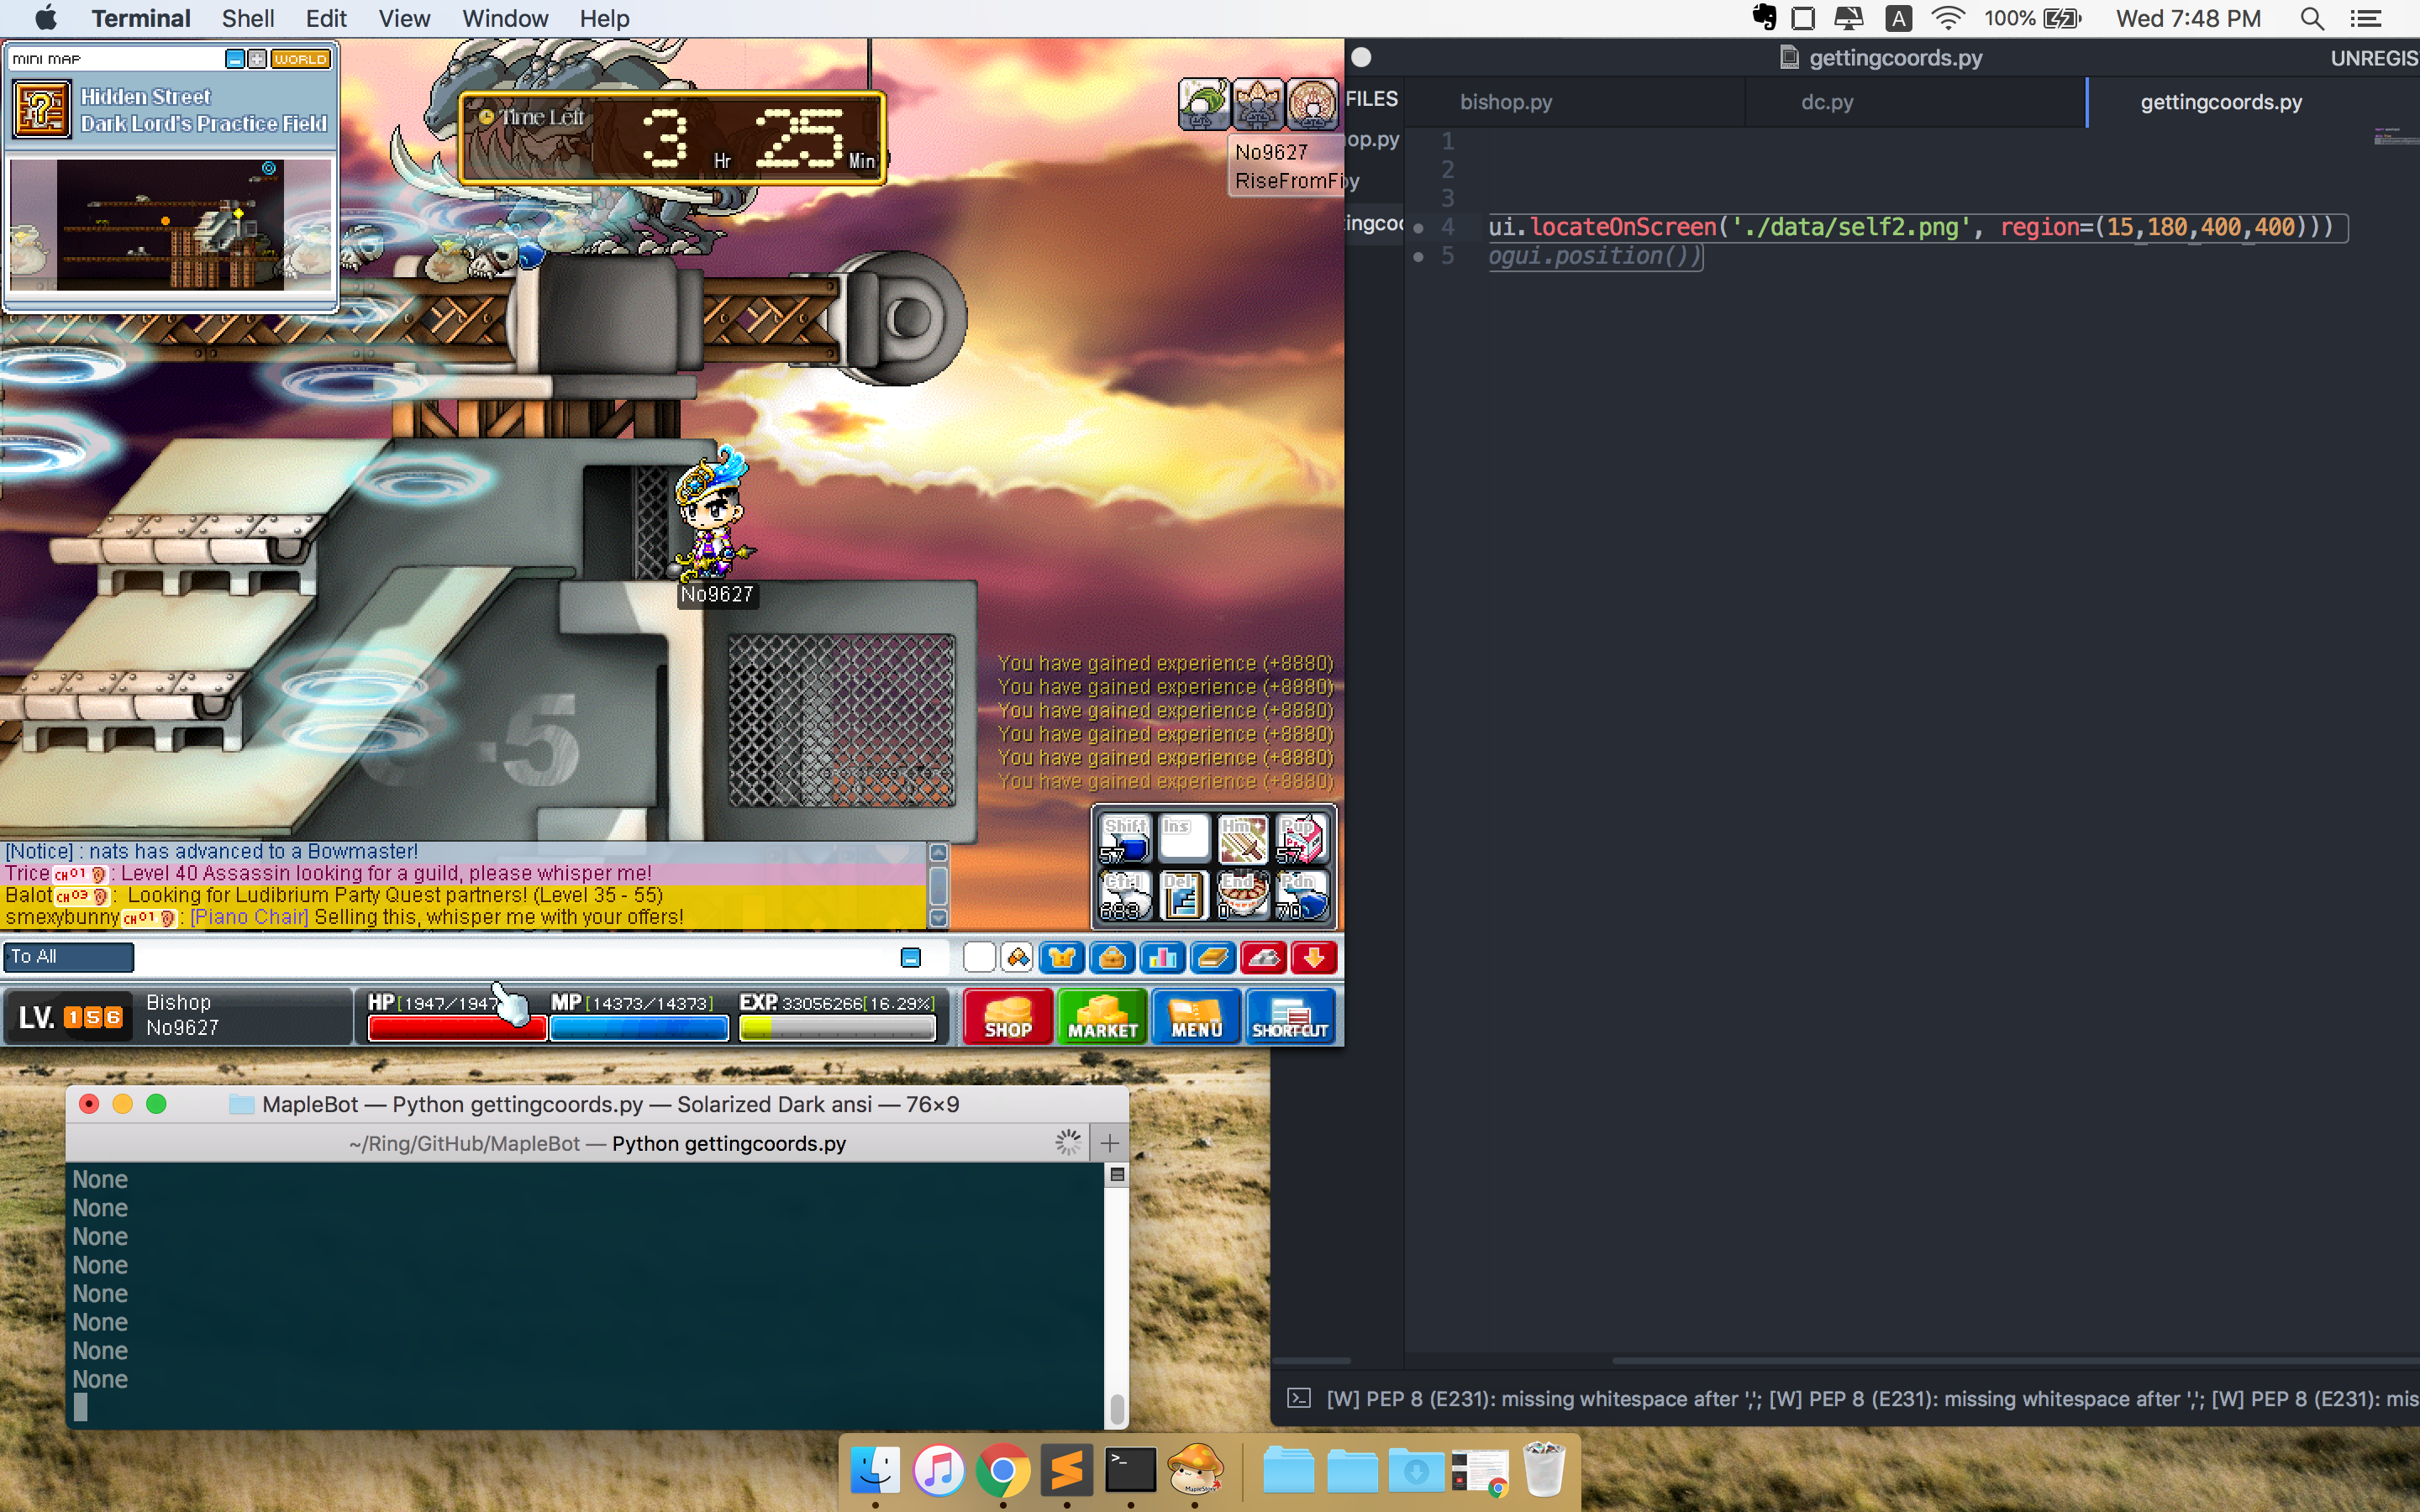 Terminal Shell Edit View Window Help
A 100% Wed 7:48 PM
MINI MAP WORLD
Hidden Street
Dark Lord's Practice Field
Time Left 3 Hr 25 Min
No9627
RiseFromFi
No9627
-5
You have gained experience (+8880)
You have gained experience (+8880)
You have gained experience (+8880)
You have gained experience (+8880)
You have gained experience (+8880)
You have gained experience (+8880)
Shift Ins Hm Pup
57 57
Ctrl Del End Pdn
689 0 70
[Notice] : nats has advanced to a Bowmaster!
Trice CH01 : Level 40 Assassin looking for a guild, please whisper me!
Balot CH03 : Looking for Ludibrium Party Quest partners! (Level 35 - 55)
smexybunny CH01 : [Piano Chair] Selling this, whisper me with your offers!
To All
LV. 156 Bishop
No9627
HP [1947/1947 MP [14373/14373] EXP. 33056266[16.29%]
SHOP MARKET MENU SHORTCUT
gettingcoords.py UNREGIS
FILES
op.py
py
ingcoo
bishop.py dc.py gettingcoords.py
1
2
3
4 ui.locateOnScreen('./data/self2.png', region=(15,180,400,400)))
5 ogui.position())
[W] PEP 8 (E231): missing whitespace after ','; [W] PEP 8 (E231): missing whitespace after ','; [W] PEP 8 (E231): mis
MapleBot — Python gettingcoords.py — Solarized Dark ansi — 76×9
~/Ring/GitHub/MapleBot — Python gettingcoords.py
None
None
None
None
None
None
None
None